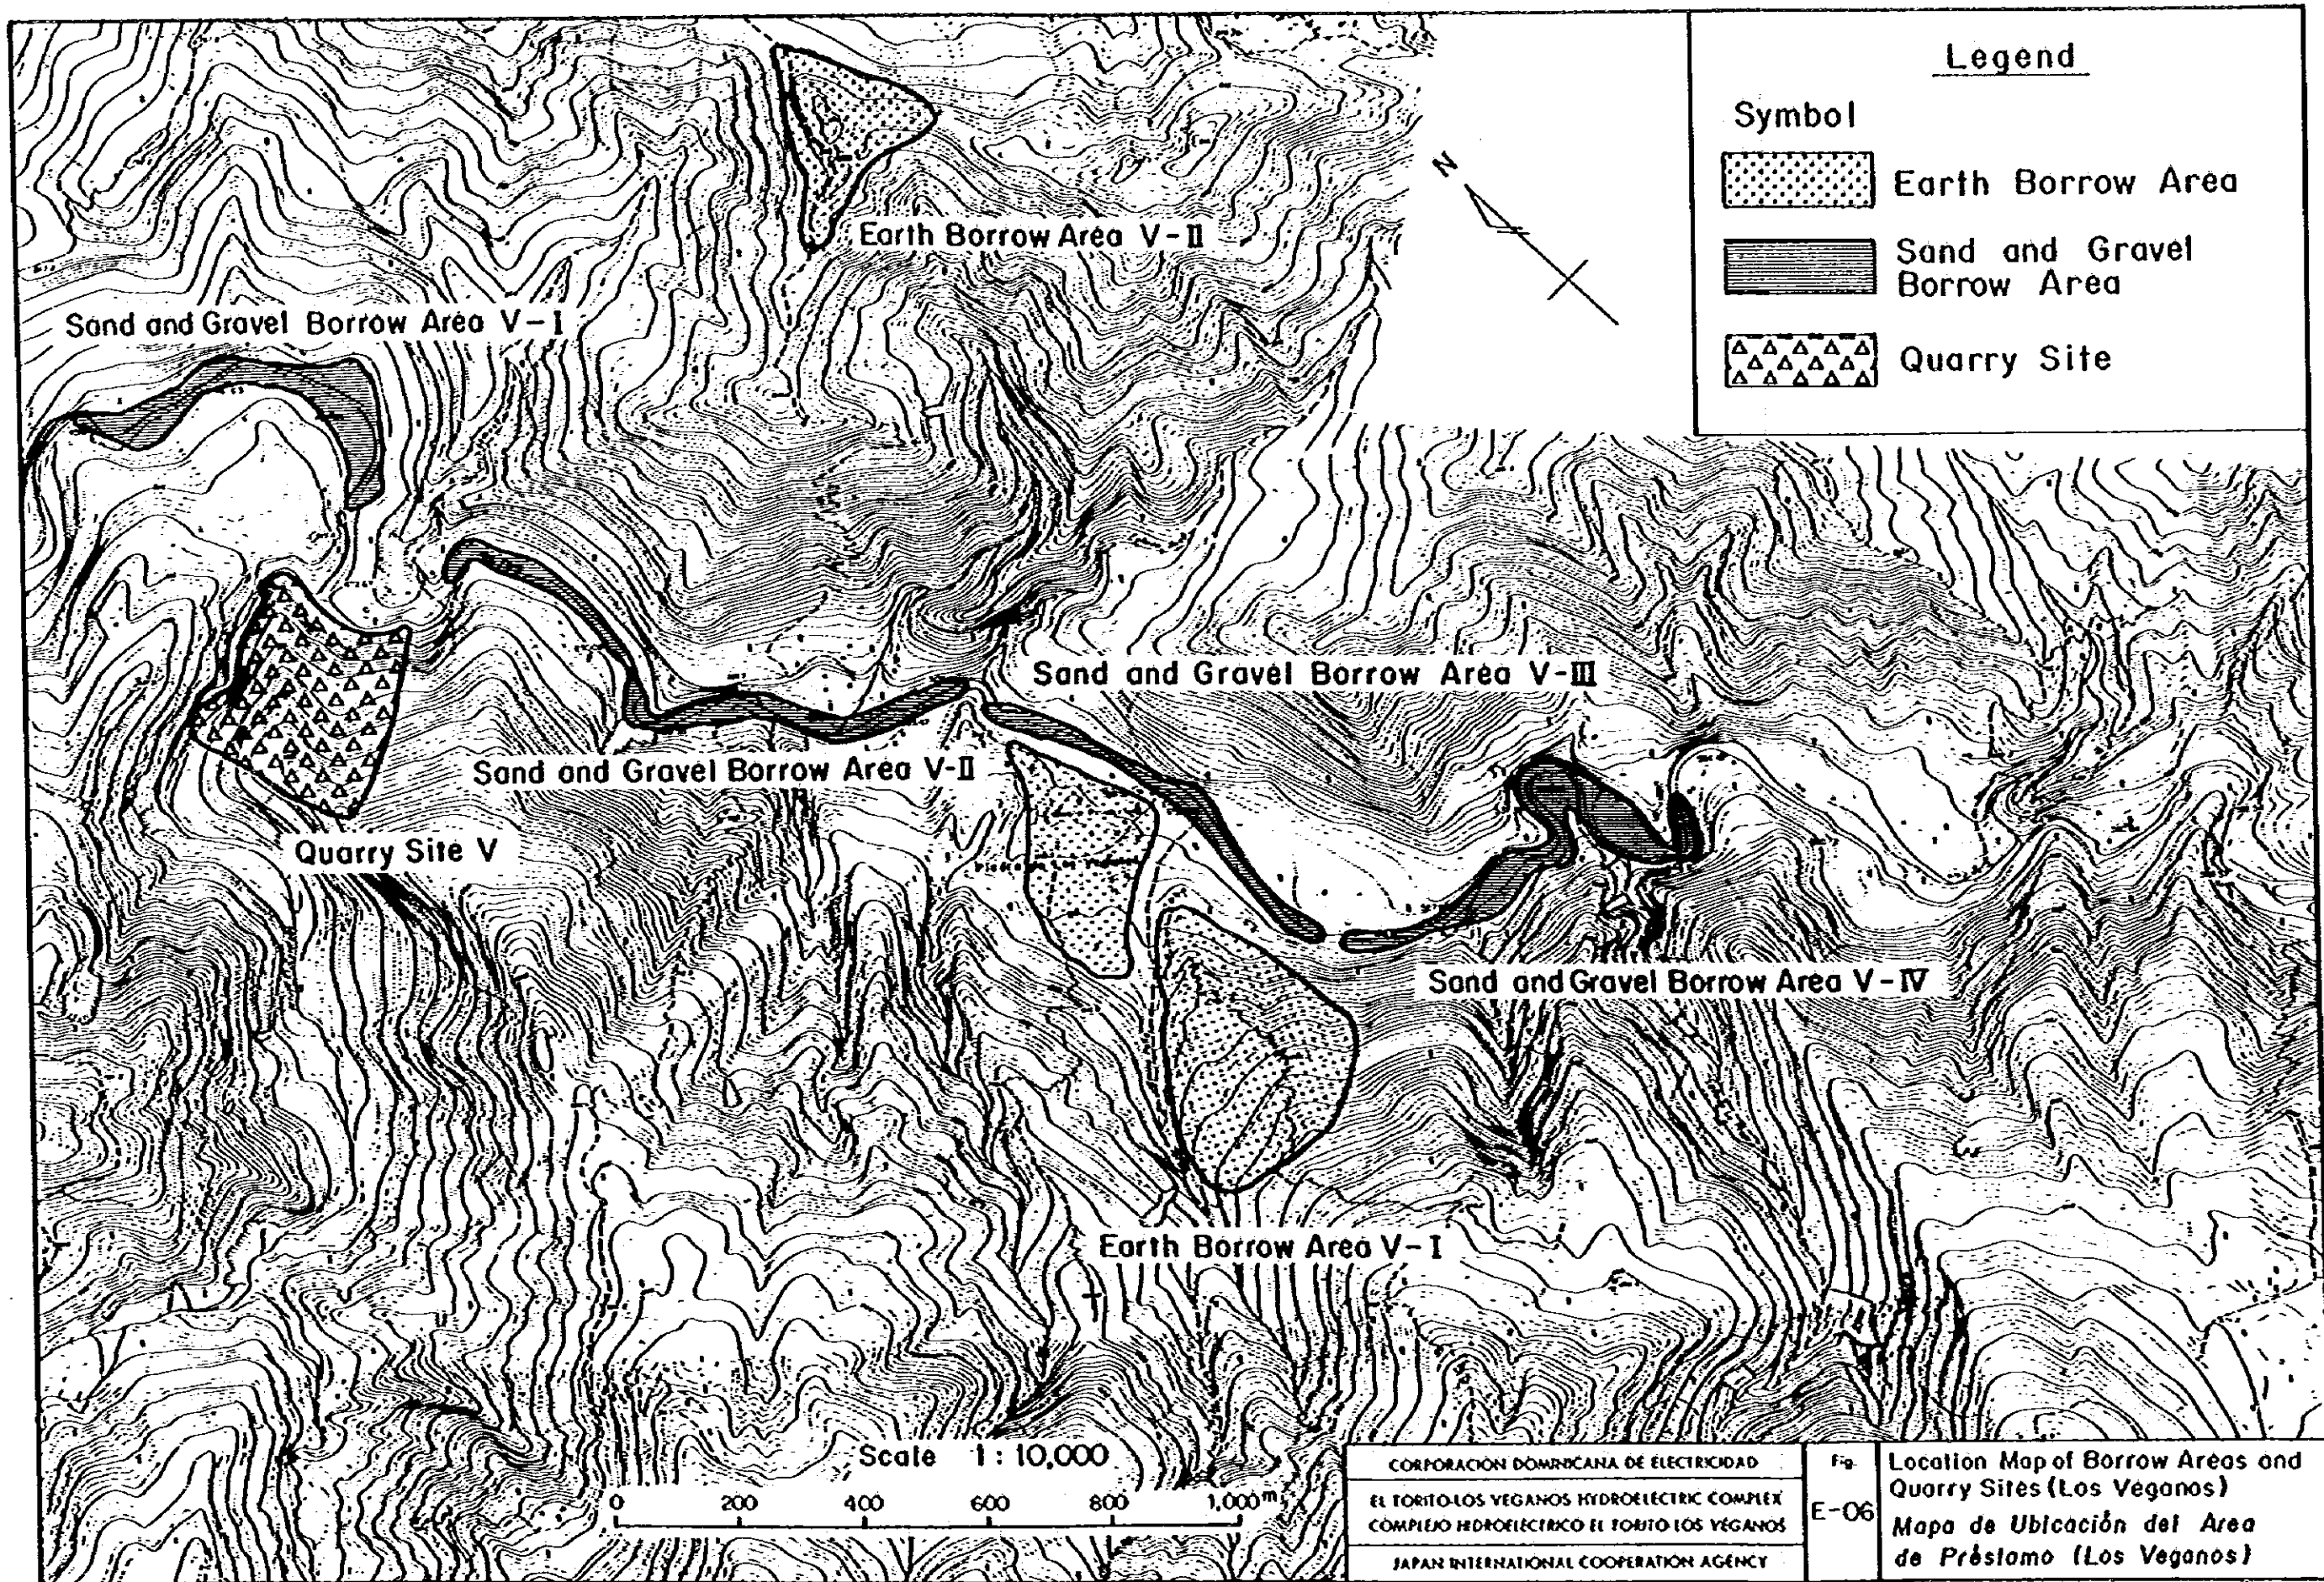 Legend
Symbol
Earth Borrow Area
Sand and Gravel
Borrow Area
Quarry Site
N
Earth Borrow Area V-II
Sand and Gravel Borrow Area V-I
Sand and Gravel Borrow Area V-III
Sand and Gravel Borrow Area V-II
Quarry Site V
Sand and Gravel Borrow Area V-IV
Earth Borrow Area V-I
Scale 1 : 10,000
0 200 400 600 800 1,000m
CORPORACION DOMINICANA DE ELECTRICIDAD
EL TORITO-LOS VEGANOS HYDROELECTRIC COMPLEX
COMPLEJO HIDROELECTRICO EL TORITO LOS VEGANOS
JAPAN INTERNATIONAL COOPERATION AGENCY
Fig.
E-06
Location Map of Borrow Areas and
Quarry Sites (Los Veganos)
Mapa de Ubicación del Area
de Préstamo (Los Veganos)